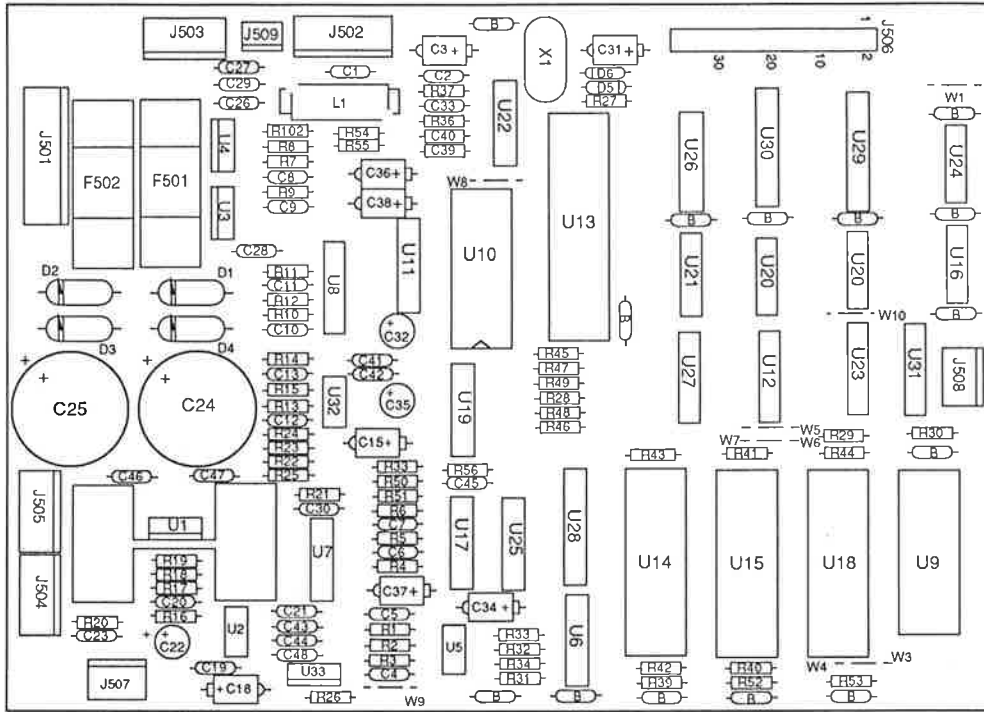 J503 J509 J502 B C3+ X1 C31+ 1 J506
C27 C1 C2 D6 30 20 10 2
C29 R37 D5 W1
C26 L1 C33 R27 B
J501 F502 F501 U4 R102 R54 R36 U22 U26 U30 U29 U24
R8 R55 C40
R7 C39
C8 C36+ W8
U3 R9 C38+ U13
C9 B B B B
C28 U8 U11 U10 U21 U20 U20 U16
D2 D1 R11
C11
R12
R10 B W10 B
D3 D4 C10 C32
+ + + + R14 C41 R45 U27 U12 U23 U31 J508
C13 C42 R47
C25 C24 R15 U32 U19 R49
R13 C35 R28
C12 R48 W5
R24 C15+ R46 W7 W6 R29 R30
R23 R43 R41 R44 B
R22 R33 R56
C46 C47 R25 R50 C45
J505 R21 R51
C30 R6
U1 C7 U17 U25 U28
R5
R19 U7 C6 U14 U15 U18 U9
R18 R4
J504 R17 C37+
C20 C34+
R20 R16 U2 C21 C5
C23 + + C43 R1 U5 R33 U6
C22 C44 R2 R32
C48 R3 R34 W4 W3
J507 C19 U33 C4 R31 R42 R40
+C18 R26 W9 B B R39 R52 R53
B B B